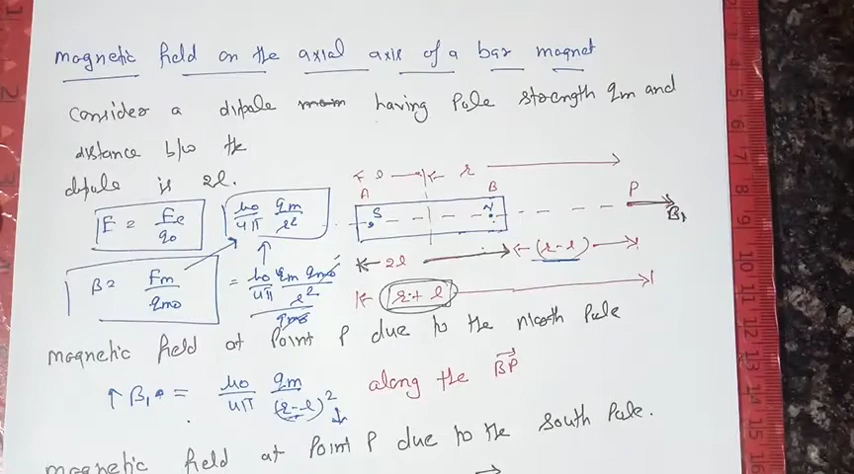 magnetic field on the axial axis of a bar magnet
Consider a dipole having Pole strength qm and
distance b/w the
dipole is 2l.
l r
A B
S N P B₁
E = Fe/q0
μ0/4π qm/r²
2l (r-l)
B = Fm/qm0 = μ0/4π qm qm0/r² / qm0
r + l
magnetic field at Point P due to the north Pole
↑ B₁ = μ0/4π qm/(r-l)² ↓ along the BP→
magnetic field at Point P due to the south Pole.